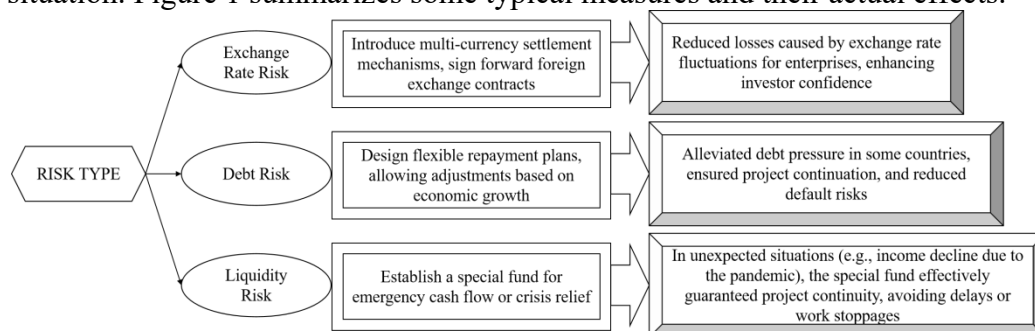 situation. Figure 1 summarizes some typical measures and their actual effects.
Exchange
Rate Risk
Introduce multi-currency settlement
mechanisms, sign forward foreign
exchange contracts
Reduced losses caused by exchange rate
fluctuations for enterprises, enhancing
investor confidence
RISK TYPE
Debt Risk
Design flexible repayment plans,
allowing adjustments based on
economic growth
Alleviated debt pressure in some countries,
ensured project continuation, and reduced
default risks
Liquidity
Risk
Establish a special fund for
emergency cash flow or crisis relief
In unexpected situations (e.g., income decline due to
the pandemic), the special fund effectively
guaranteed project continuity, avoiding delays or
work stoppages